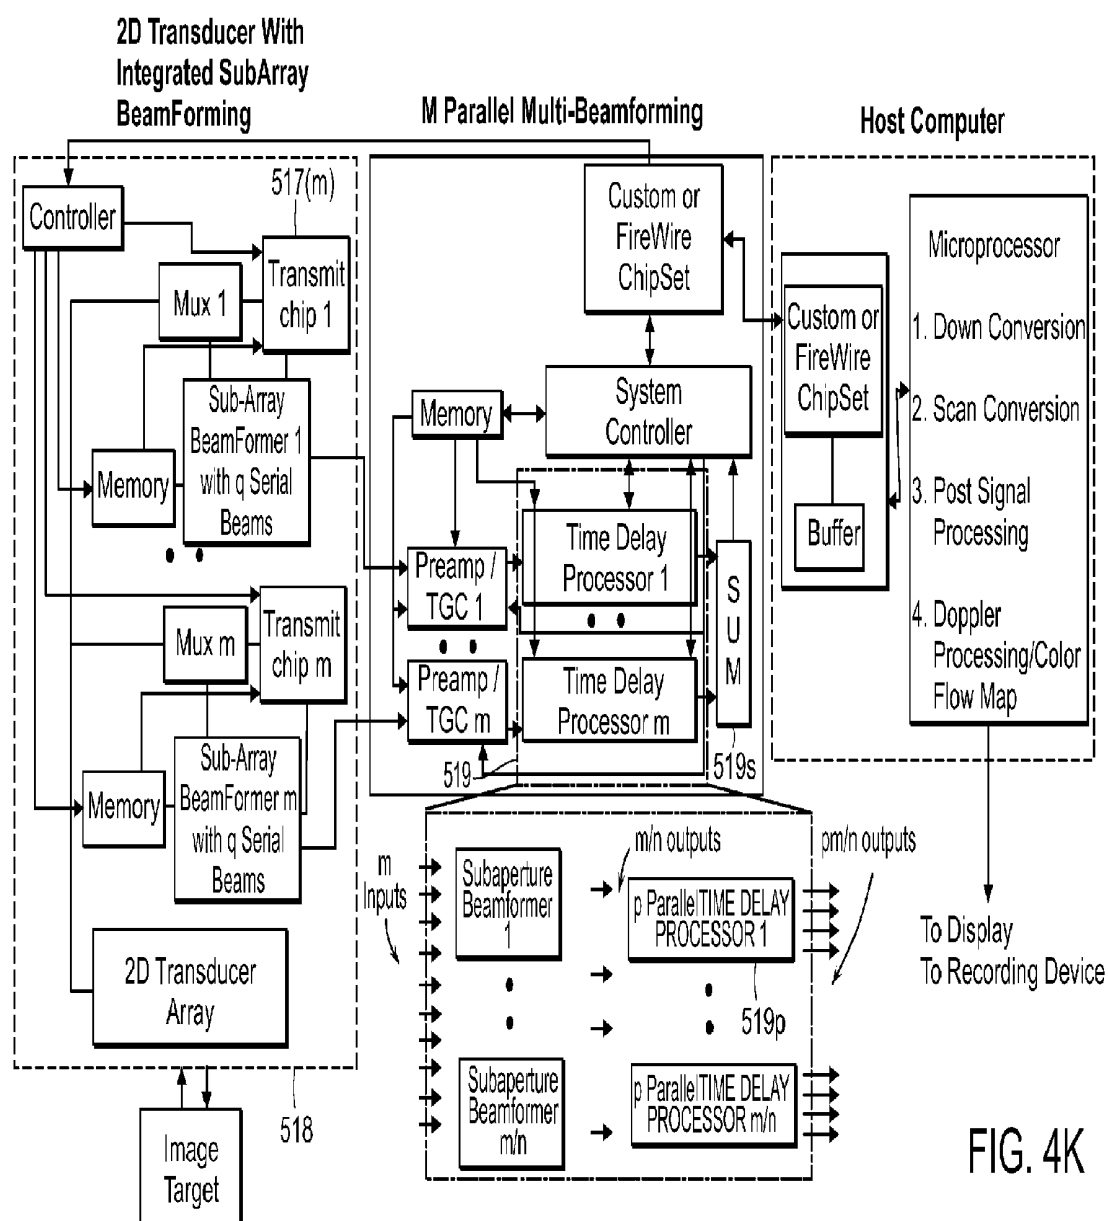 2D Transducer With
Integrated SubArray
BeamForming
M Parallel Multi-Beamforming
Host Computer
517(m)
Controller
Mux 1
Transmit
chip 1
Sub-Array
BeamFormer 1
with q Serial
Beams
Memory
Mux m
Transmit
chip m
Sub-Array
BeamFormer m
with q Serial
Beams
Memory
2D Transducer
Array
518
Image
Target
Custom or
FireWire
ChipSet
System
Controller
Memory
Preamp /
TGC 1
Time Delay
Processor 1
Preamp /
TGC m
Time Delay
Processor m
SUM
519
519s
Custom or
FireWire
ChipSet
Buffer
Microprocessor
1. Down Conversion
2. Scan Conversion
3. Post Signal
Processing
4. Doppler
Processing/Color
Flow Map
To Display
To Recording Device
m
Inputs
Subaperture
Beamformer
1
m/n outputs
pm/n outputs
p ParallelTIME DELAY
PROCESSOR 1
519p
Subaperture
Beamformer
m/n
p ParallelTIME DELAY
PROCESSOR m/n
FIG. 4K